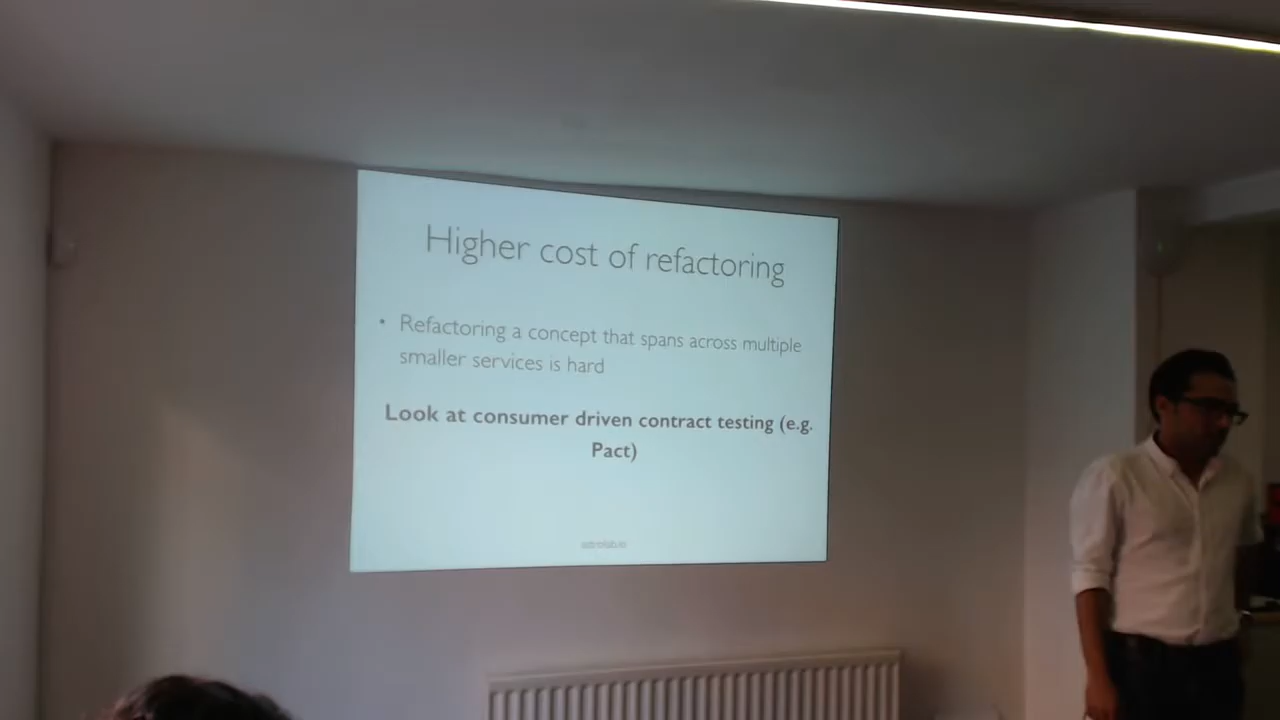 Higher cost of refactoring
• Refactoring a concept that spans across multiple
smaller services is hard
Look at consumer driven contract testing (e.g.
Pact)